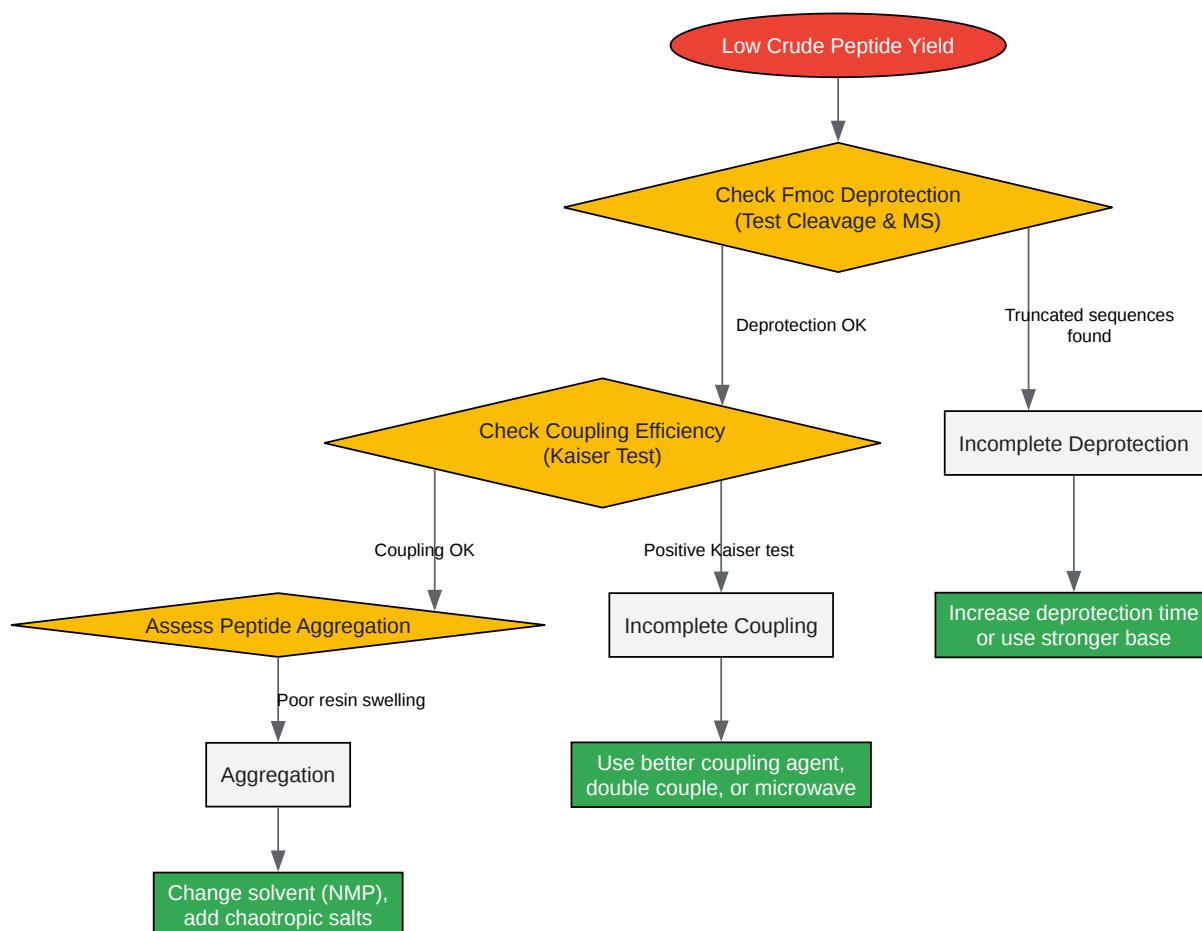 Low Crude Peptide Yield
Check Fmoc Deprotection
(Test Cleavage & MS)
Deprotection OK
Truncated sequences
found
Check Coupling Efficiency
(Kaiser Test)
Incomplete Deprotection
Coupling OK
Positive Kaiser test
Assess Peptide Aggregation
Incomplete Coupling
Increase deprotection time
or use stronger base
Poor resin swelling
Aggregation
Use better coupling agent,
double couple, or microwave
Change solvent (NMP),
add chaotropic salts